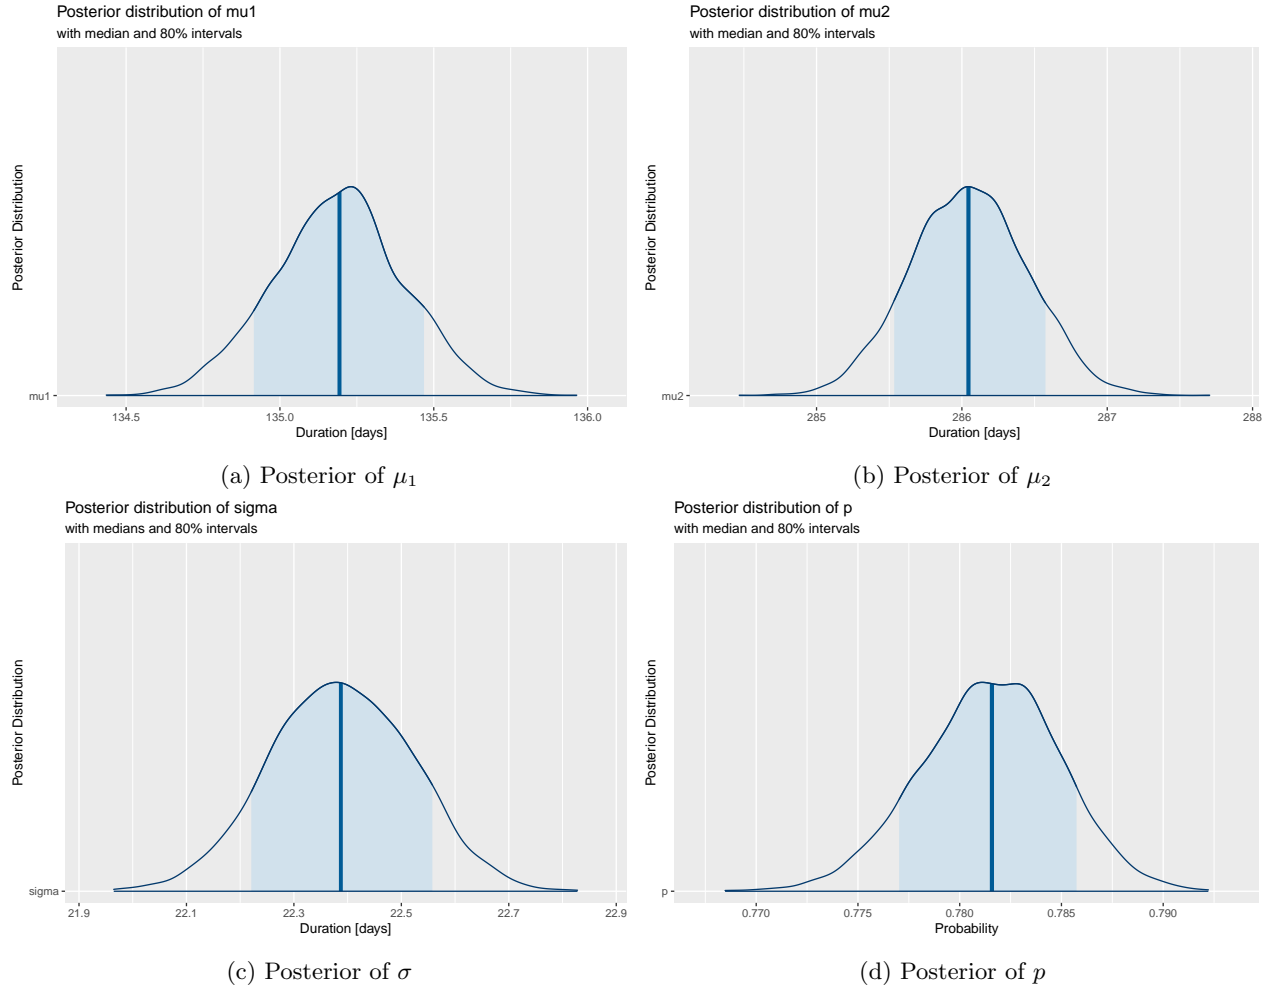 Posterior distribution of mu1
with median and 80% intervals
Posterior Distribution
mu1
134.5 135.0 135.5 136.0
Duration [days]
(a) Posterior of μ₁
Posterior distribution of mu2
with median and 80% intervals
Posterior Distribution
mu2
285 286 287 288
Duration [days]
(b) Posterior of μ₂
Posterior distribution of sigma
with medians and 80% intervals
Posterior Distribution
sigma
21.9 22.1 22.3 22.5 22.7 22.9
Duration [days]
(c) Posterior of σ
Posterior distribution of p
with median and 80% intervals
Posterior Distribution
p
0.770 0.775 0.780 0.785 0.790
Probability
(d) Posterior of p